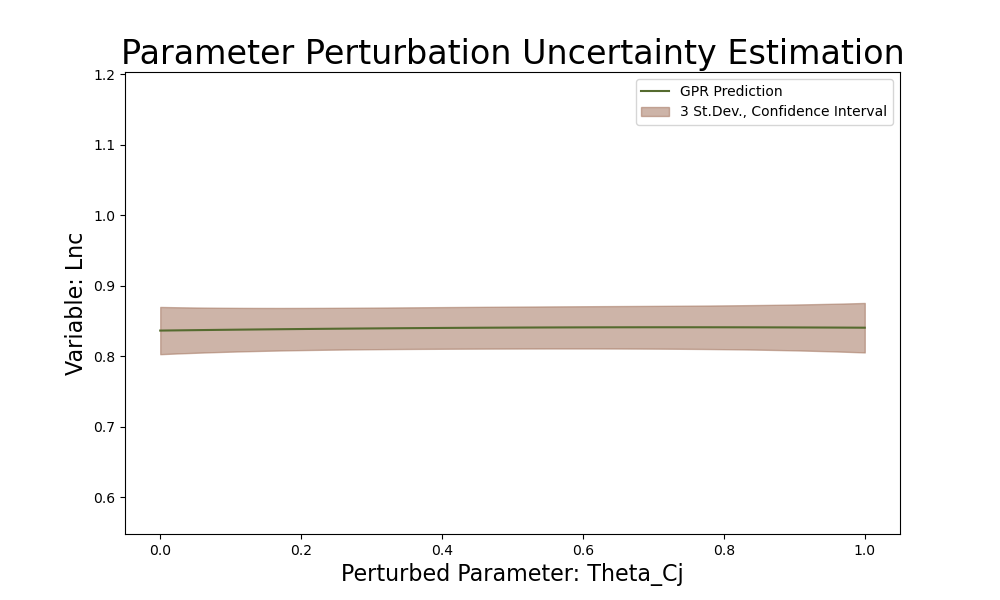 Parameter Perturbation Uncertainty Estimation
GPR Prediction
3 St.Dev., Confidence Interval
Variable: Lnc
1.2
1.1
1.0
0.9
0.8
0.7
0.6
0.0 0.2 0.4 0.6 0.8 1.0
Perturbed Parameter: Theta_Cj